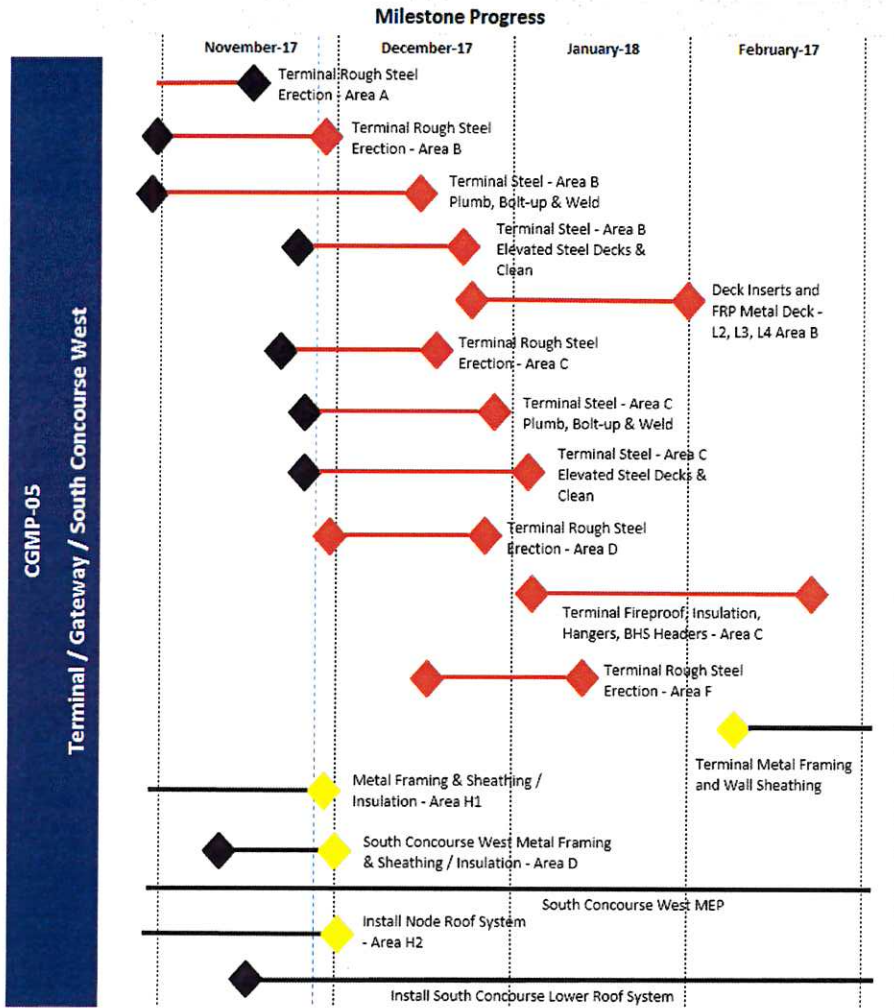 Milestone Progress
November-17
December-17
January-18
February-17
CGMP-05
Terminal / Gateway / South Concourse West
Terminal Rough Steel
Erection - Area A
Terminal Rough Steel
Erection - Area B
Terminal Steel - Area B
Plumb, Bolt-up & Weld
Terminal Steel - Area B
Elevated Steel Decks &
Clean
Deck Inserts and
FRP Metal Deck -
L2, L3, L4 Area B
Terminal Rough Steel
Erection - Area C
Terminal Steel - Area C
Plumb, Bolt-up & Weld
Terminal Steel - Area C
Elevated Steel Decks &
Clean
Terminal Rough Steel
Erection - Area D
Terminal Fireproof, Insulation,
Hangers, BHS Headers - Area C
Terminal Rough Steel
Erection - Area F
Terminal Metal Framing
and Wall Sheathing
Metal Framing & Sheathing /
Insulation - Area H1
South Concourse West Metal Framing
& Sheathing / Insulation - Area D
South Concourse West MEP
Install Node Roof System
- Area H2
Install South Concourse Lower Roof System